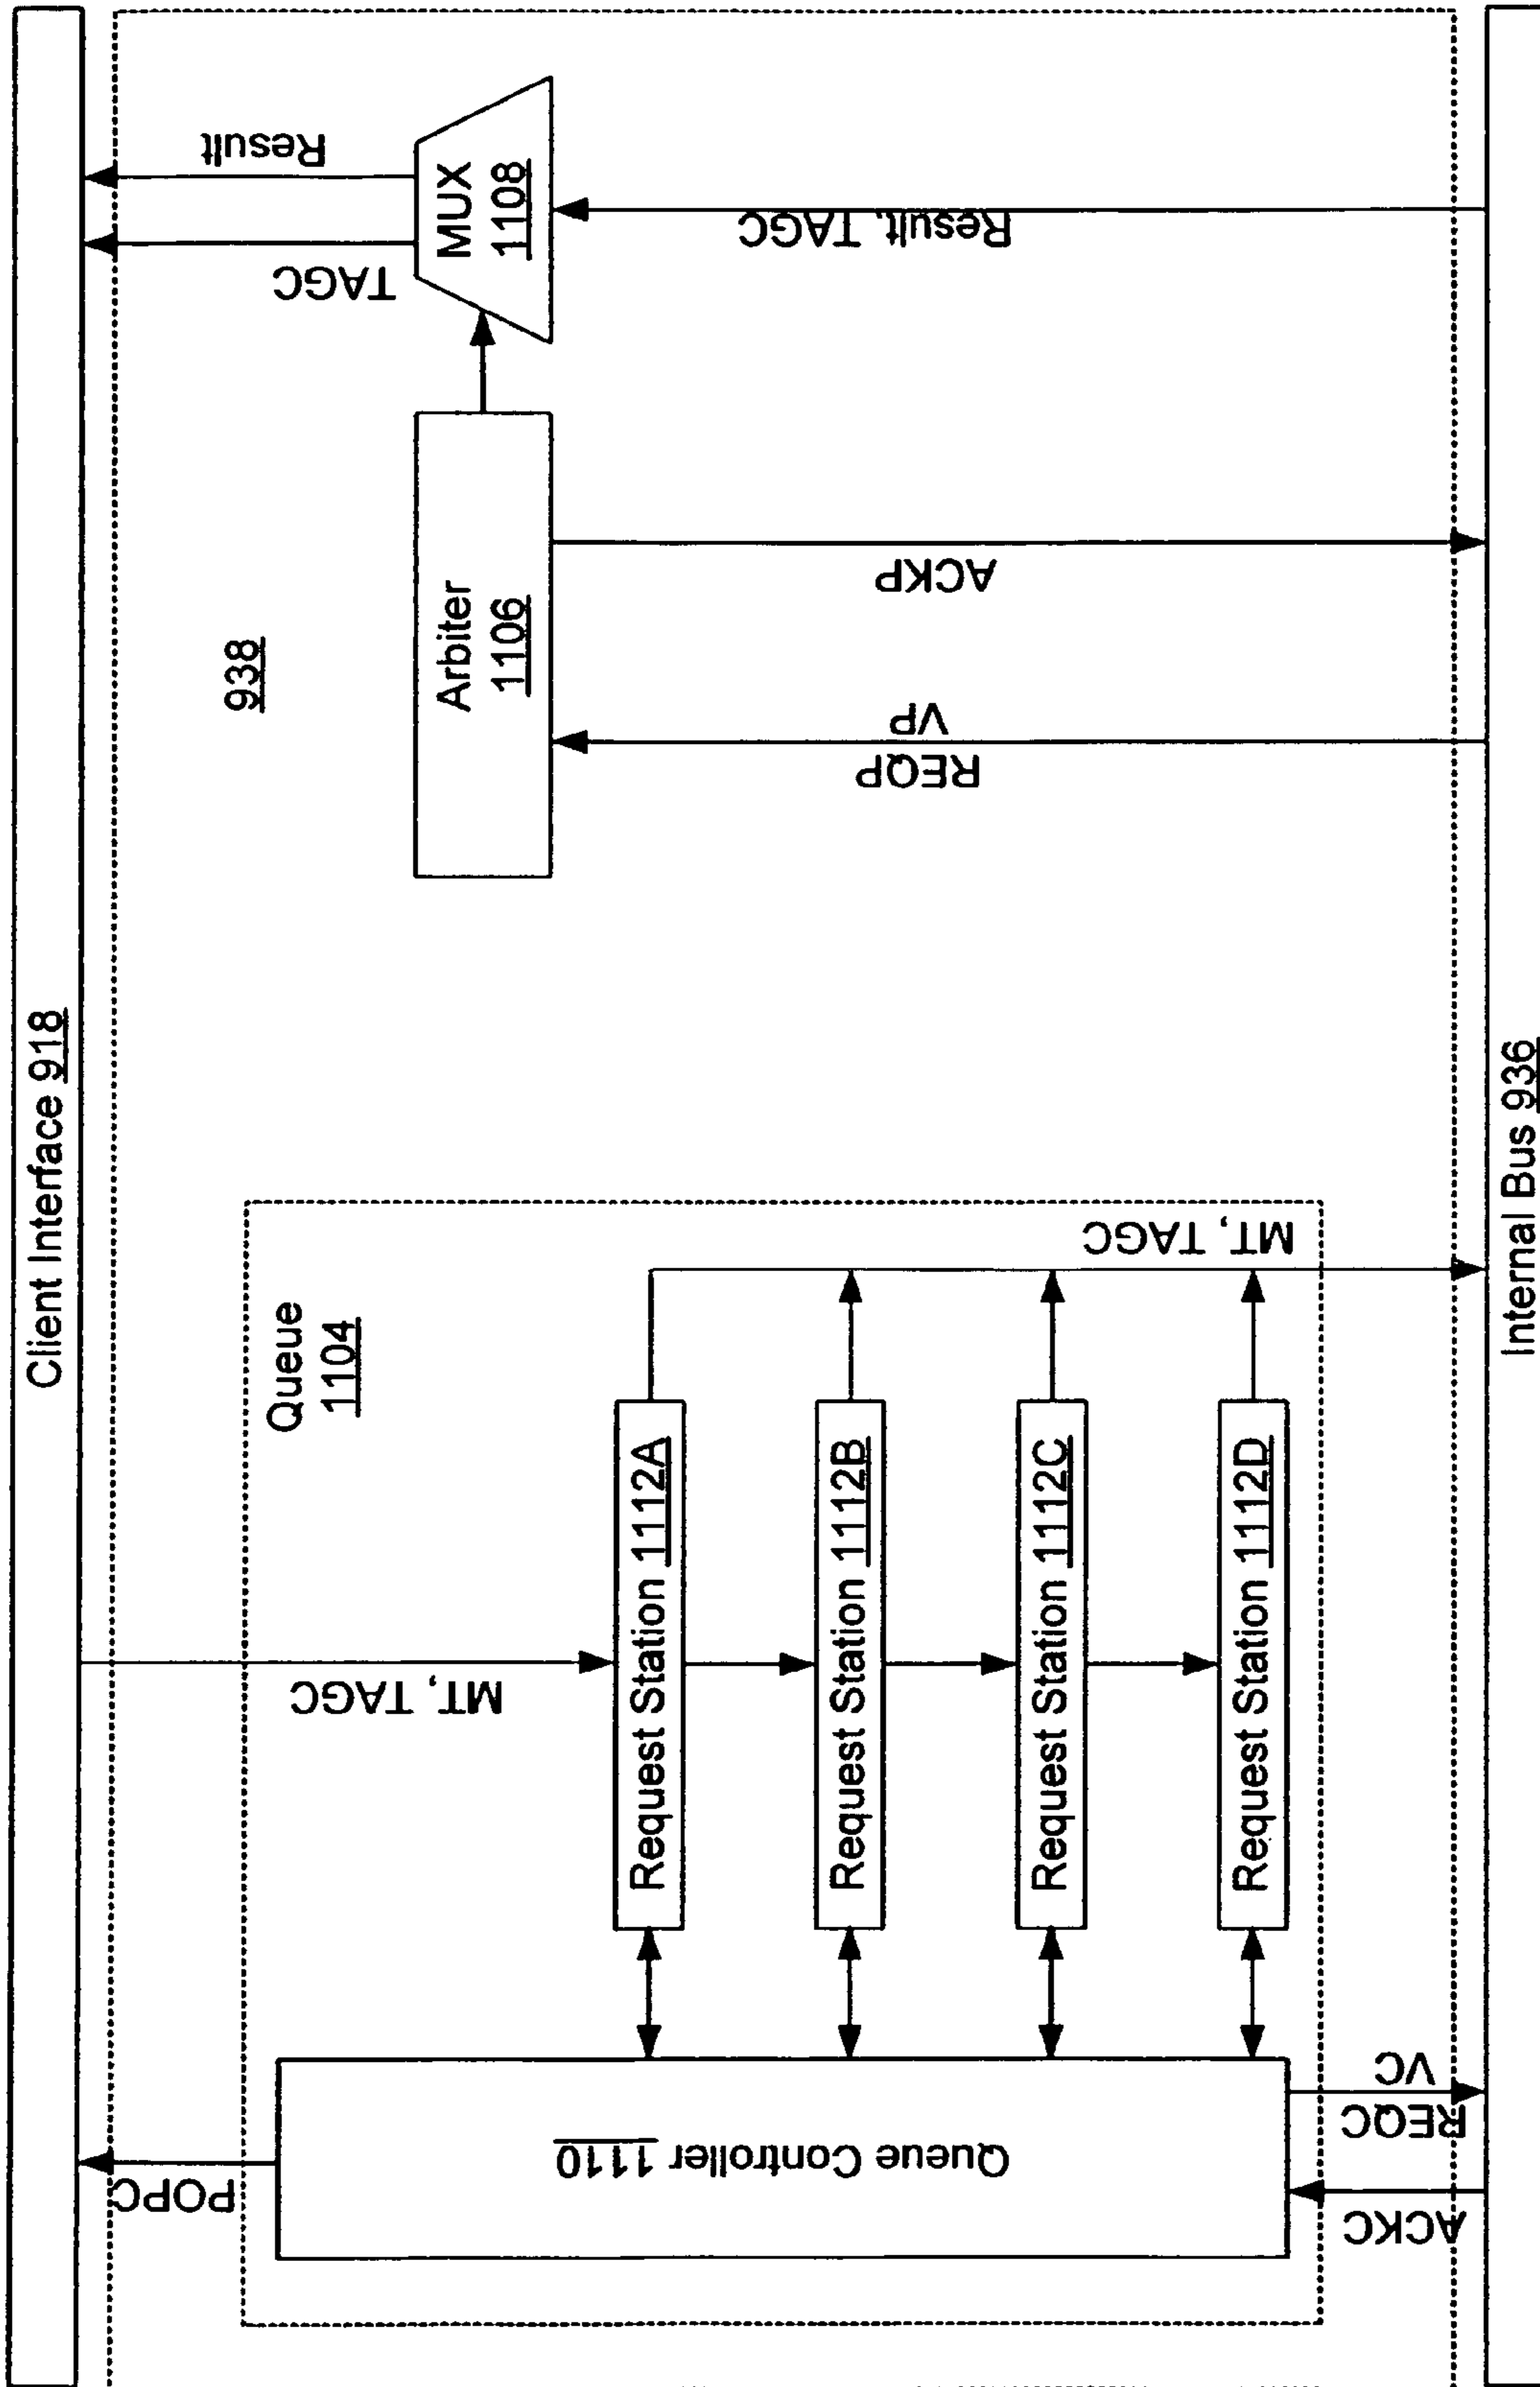 Client Interface 918
POPC
Queue
1104
MT, TAGC
938
TAGC
Result
Queue Controller 1110
Request Station 1112A
Request Station 1112B
Request Station 1112C
Request Station 1112D
MT, TAGC
Arbiter
1106
MUX
1108
REQP
VP
ACKP
Result, TAGC
ACKC
REQC
VC
Internal Bus 936